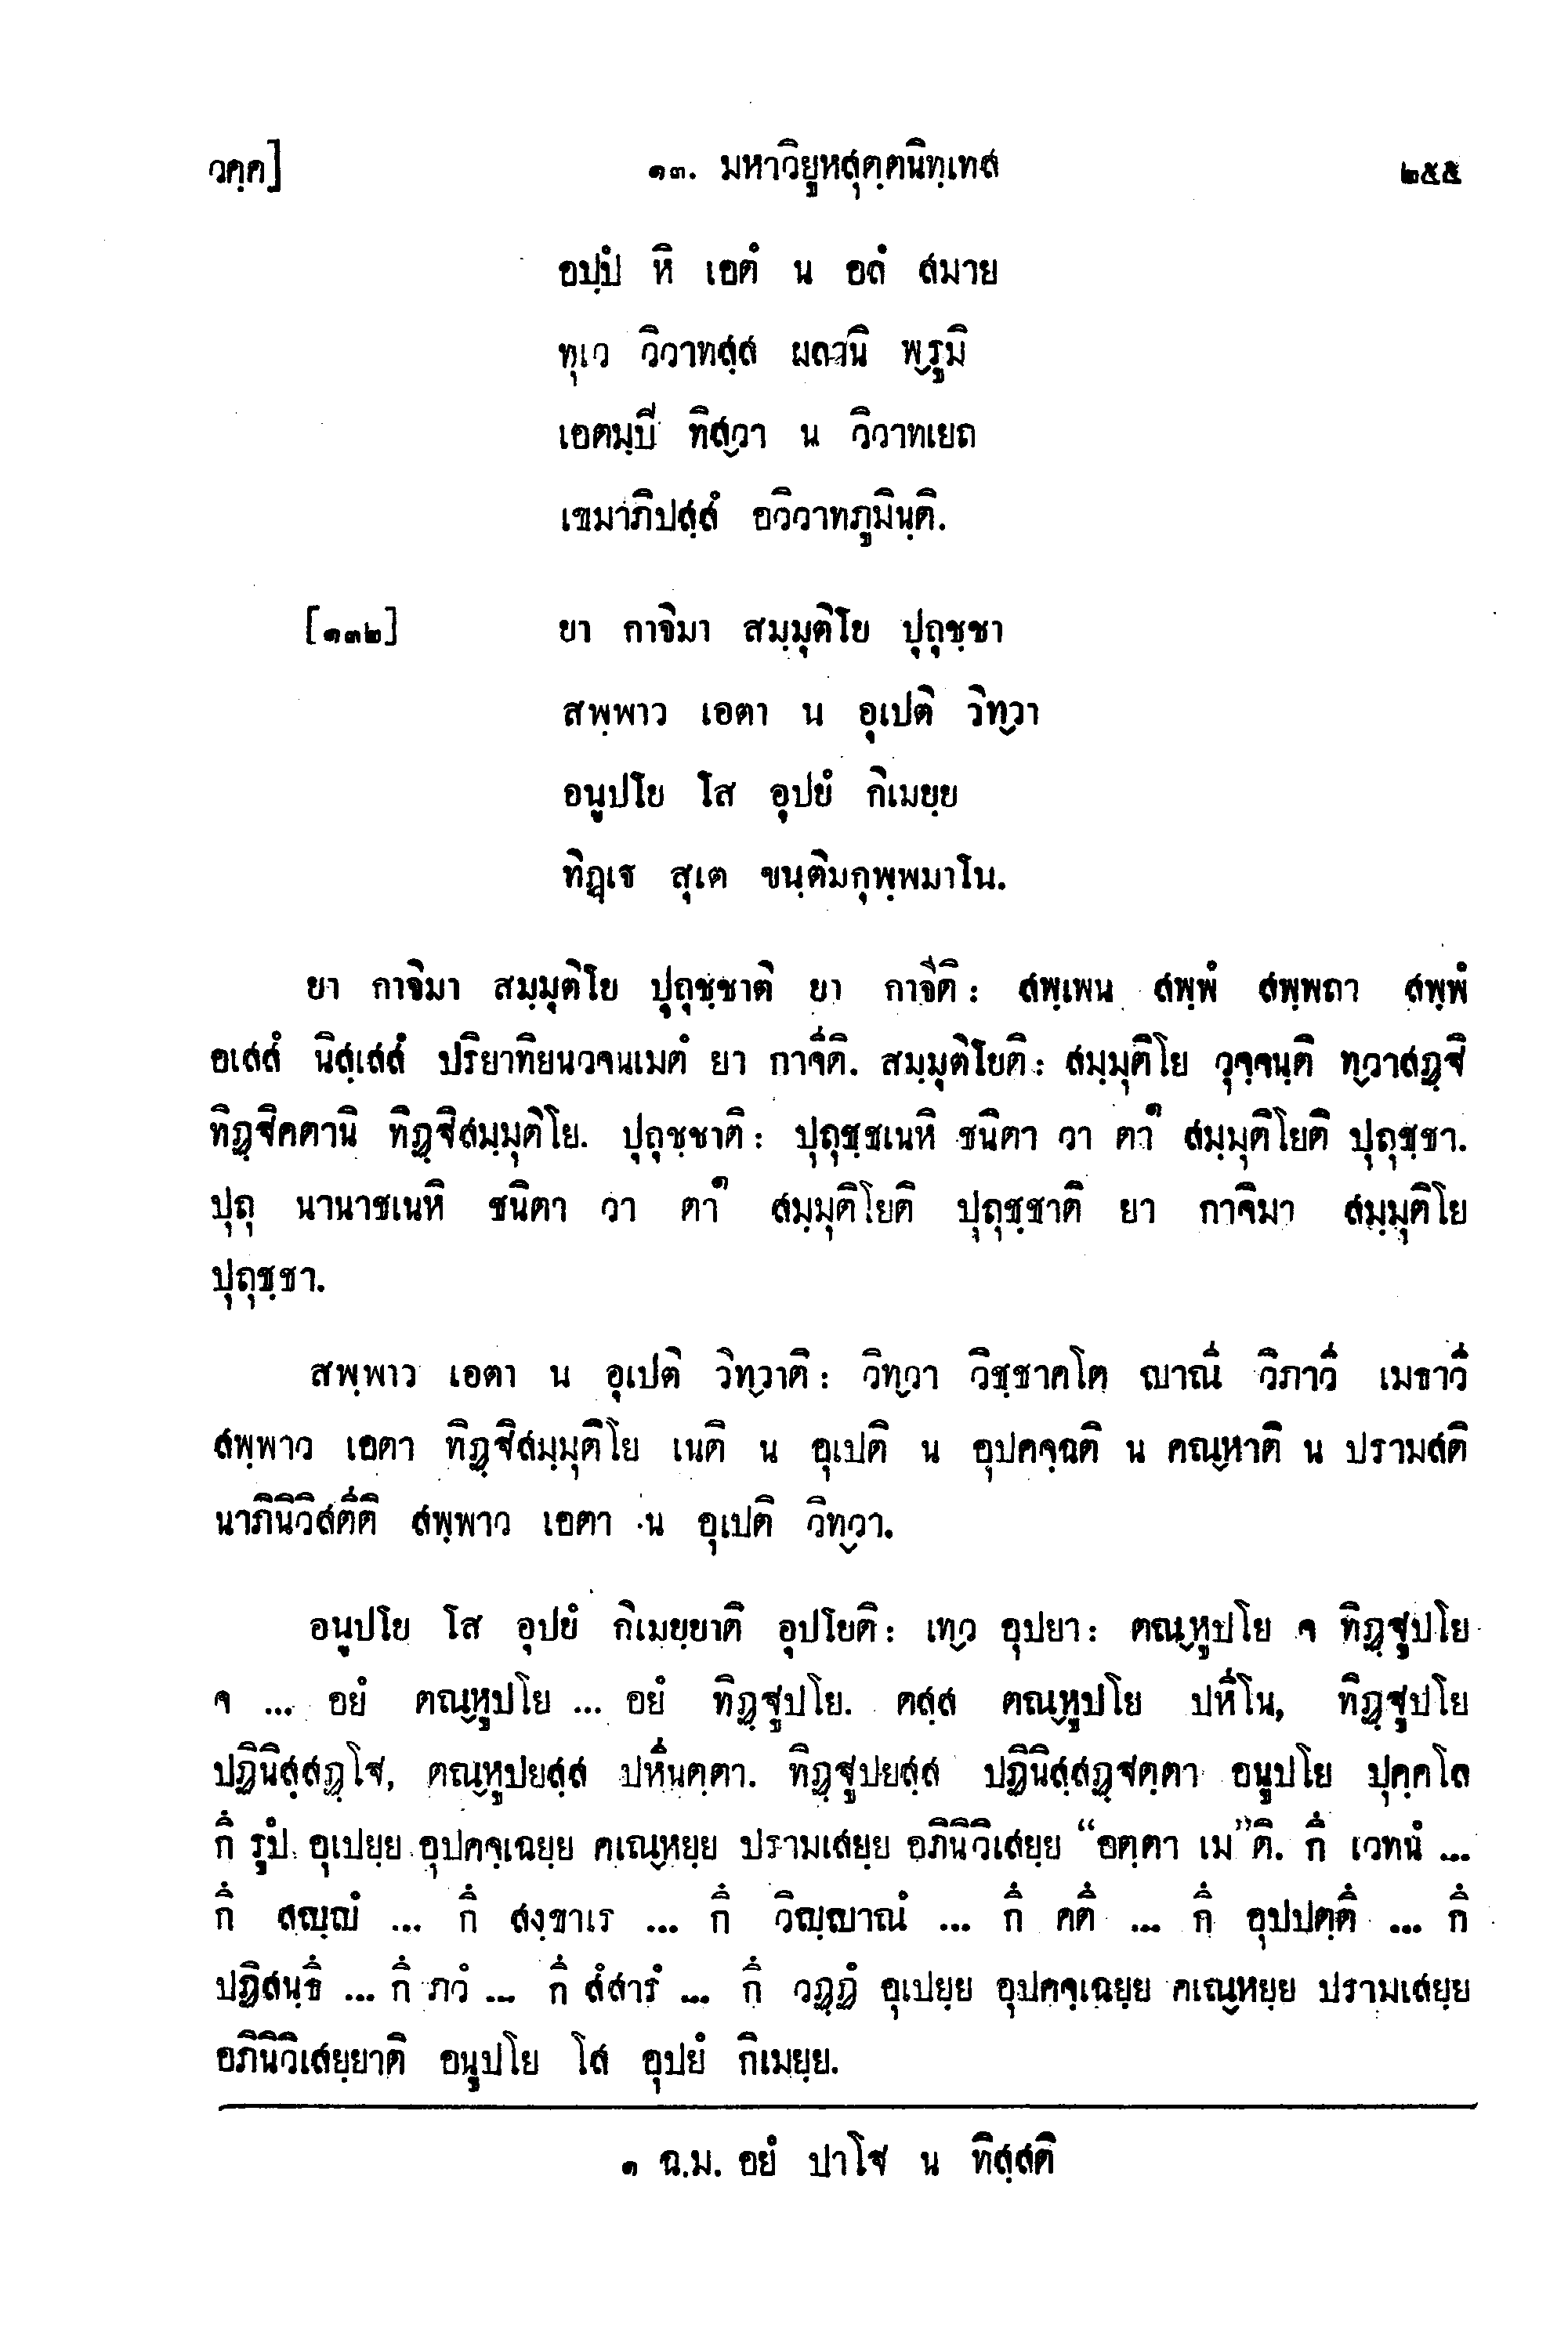 วคฺค]
๑๓. มหาวิยูหสุตฺตนิทฺเทส
๒๕๕
อปฺปํ หิ เอตํ น อลํ สมาย
ทุเว วิวาทสฺส ผลานิ พฺรูมิ
เอตมฺปี ทิสฺวา น วิวาทเยถ
เขมาภิปสฺสํ อวิวาทภูมินฺติ.
[๑๓๒]
ยา กาจิมา สมฺมุติโย ปุถุชฺชา
สพฺพาว เอตา น อุเปติ วิทฺวา
อนูปโย โส อุปยํ กิเมยฺย
ทิฏฺเฐ สุเต ขนฺติมกุพฺพมาโน.
ยา กาจิมา สมฺมุติโย ปุถุชฺชาติ ยา กาจีติ: สพฺเพน สพฺพํ สพฺพถา สพฺพํ
อเสสํ นิสฺเสสํ ปริยาทิยนวจนเมตํ ยา กาจีติ. สมฺมุติโยติ: สมฺมุติโย วุจฺจนฺติ ทฺวาสฏฺฐิ
ทิฏฺฐิคตานิ ทิฏฺฐิสมฺมุติโย. ปุถุชฺชาติ: ปุถุชฺชเนหิ ชนิตา วา ตา๑ สมฺมุติโยติ ปุถุชฺชา.
ปุถุ นานาชเนหิ ชนิตา วา ตา๑ สมฺมุติโยติ ปุถุชฺชาติ ยา กาจิมา สมฺมุติโย
ปุถุชฺชา.
สพฺพาว เอตา น อุเปติ วิทฺวาติ: วิทฺวา วิชฺชาคโต ญาณี วิภาวี เมธาวี
สพฺพาว เอตา ทิฏฺฐิสมฺมุติโย เนติ น อุเปติ น อุปคจฺฉติ น คณฺหาติ น ปรามสติ
นาภินิวิสตีติ สพฺพาว เอตา น อุเปติ วิทฺวา.
อนูปโย โส อุปยํ กิเมยฺยาติ อุปโยติ: เทฺว อุปยา: ตณฺหูปโย จ ทิฏฺฐูปโย
จ ... อยํ ตณฺหูปโย ... อยํ ทิฏฺฐูปโย. ตสฺส ตณฺหูปโย ปหีโน, ทิฏฺฐูปโย
ปฏินิสฺสฏฺโฐ, ตณฺหูปยสฺส ปหีนตฺตา. ทิฏฺฐูปยสฺส ปฏินิสฺสฏฺฐตฺตา อนูปโย ปุคฺคโล
กึ รูปํ อุเปยฺย อุปคจฺเฉยฺย คเณฺหยฺย ปรามเสยฺย อภินิวิเสยฺย “อตฺตา เม”ติ. กึ เวทนํ ...
กึ สญฺญํ ... กึ สงฺขาเร ... กึ วิญฺญาณํ ... กึ คตึ ... กึ อุปปตฺตึ ... กึ
ปฏิสนฺธึ ... กึ ภวํ ... กึ สํสารํ ... กึ วฏฺฏํ อุเปยฺย อุปคจฺเฉยฺย คเณฺหยฺย ปรามเสยฺย
อภินิวิเสยฺยาติ อนูปโย โส อุปยํ กิเมยฺย.
๑ ฉ.ม. อยํ ปาโฐ น ทิสฺสติ